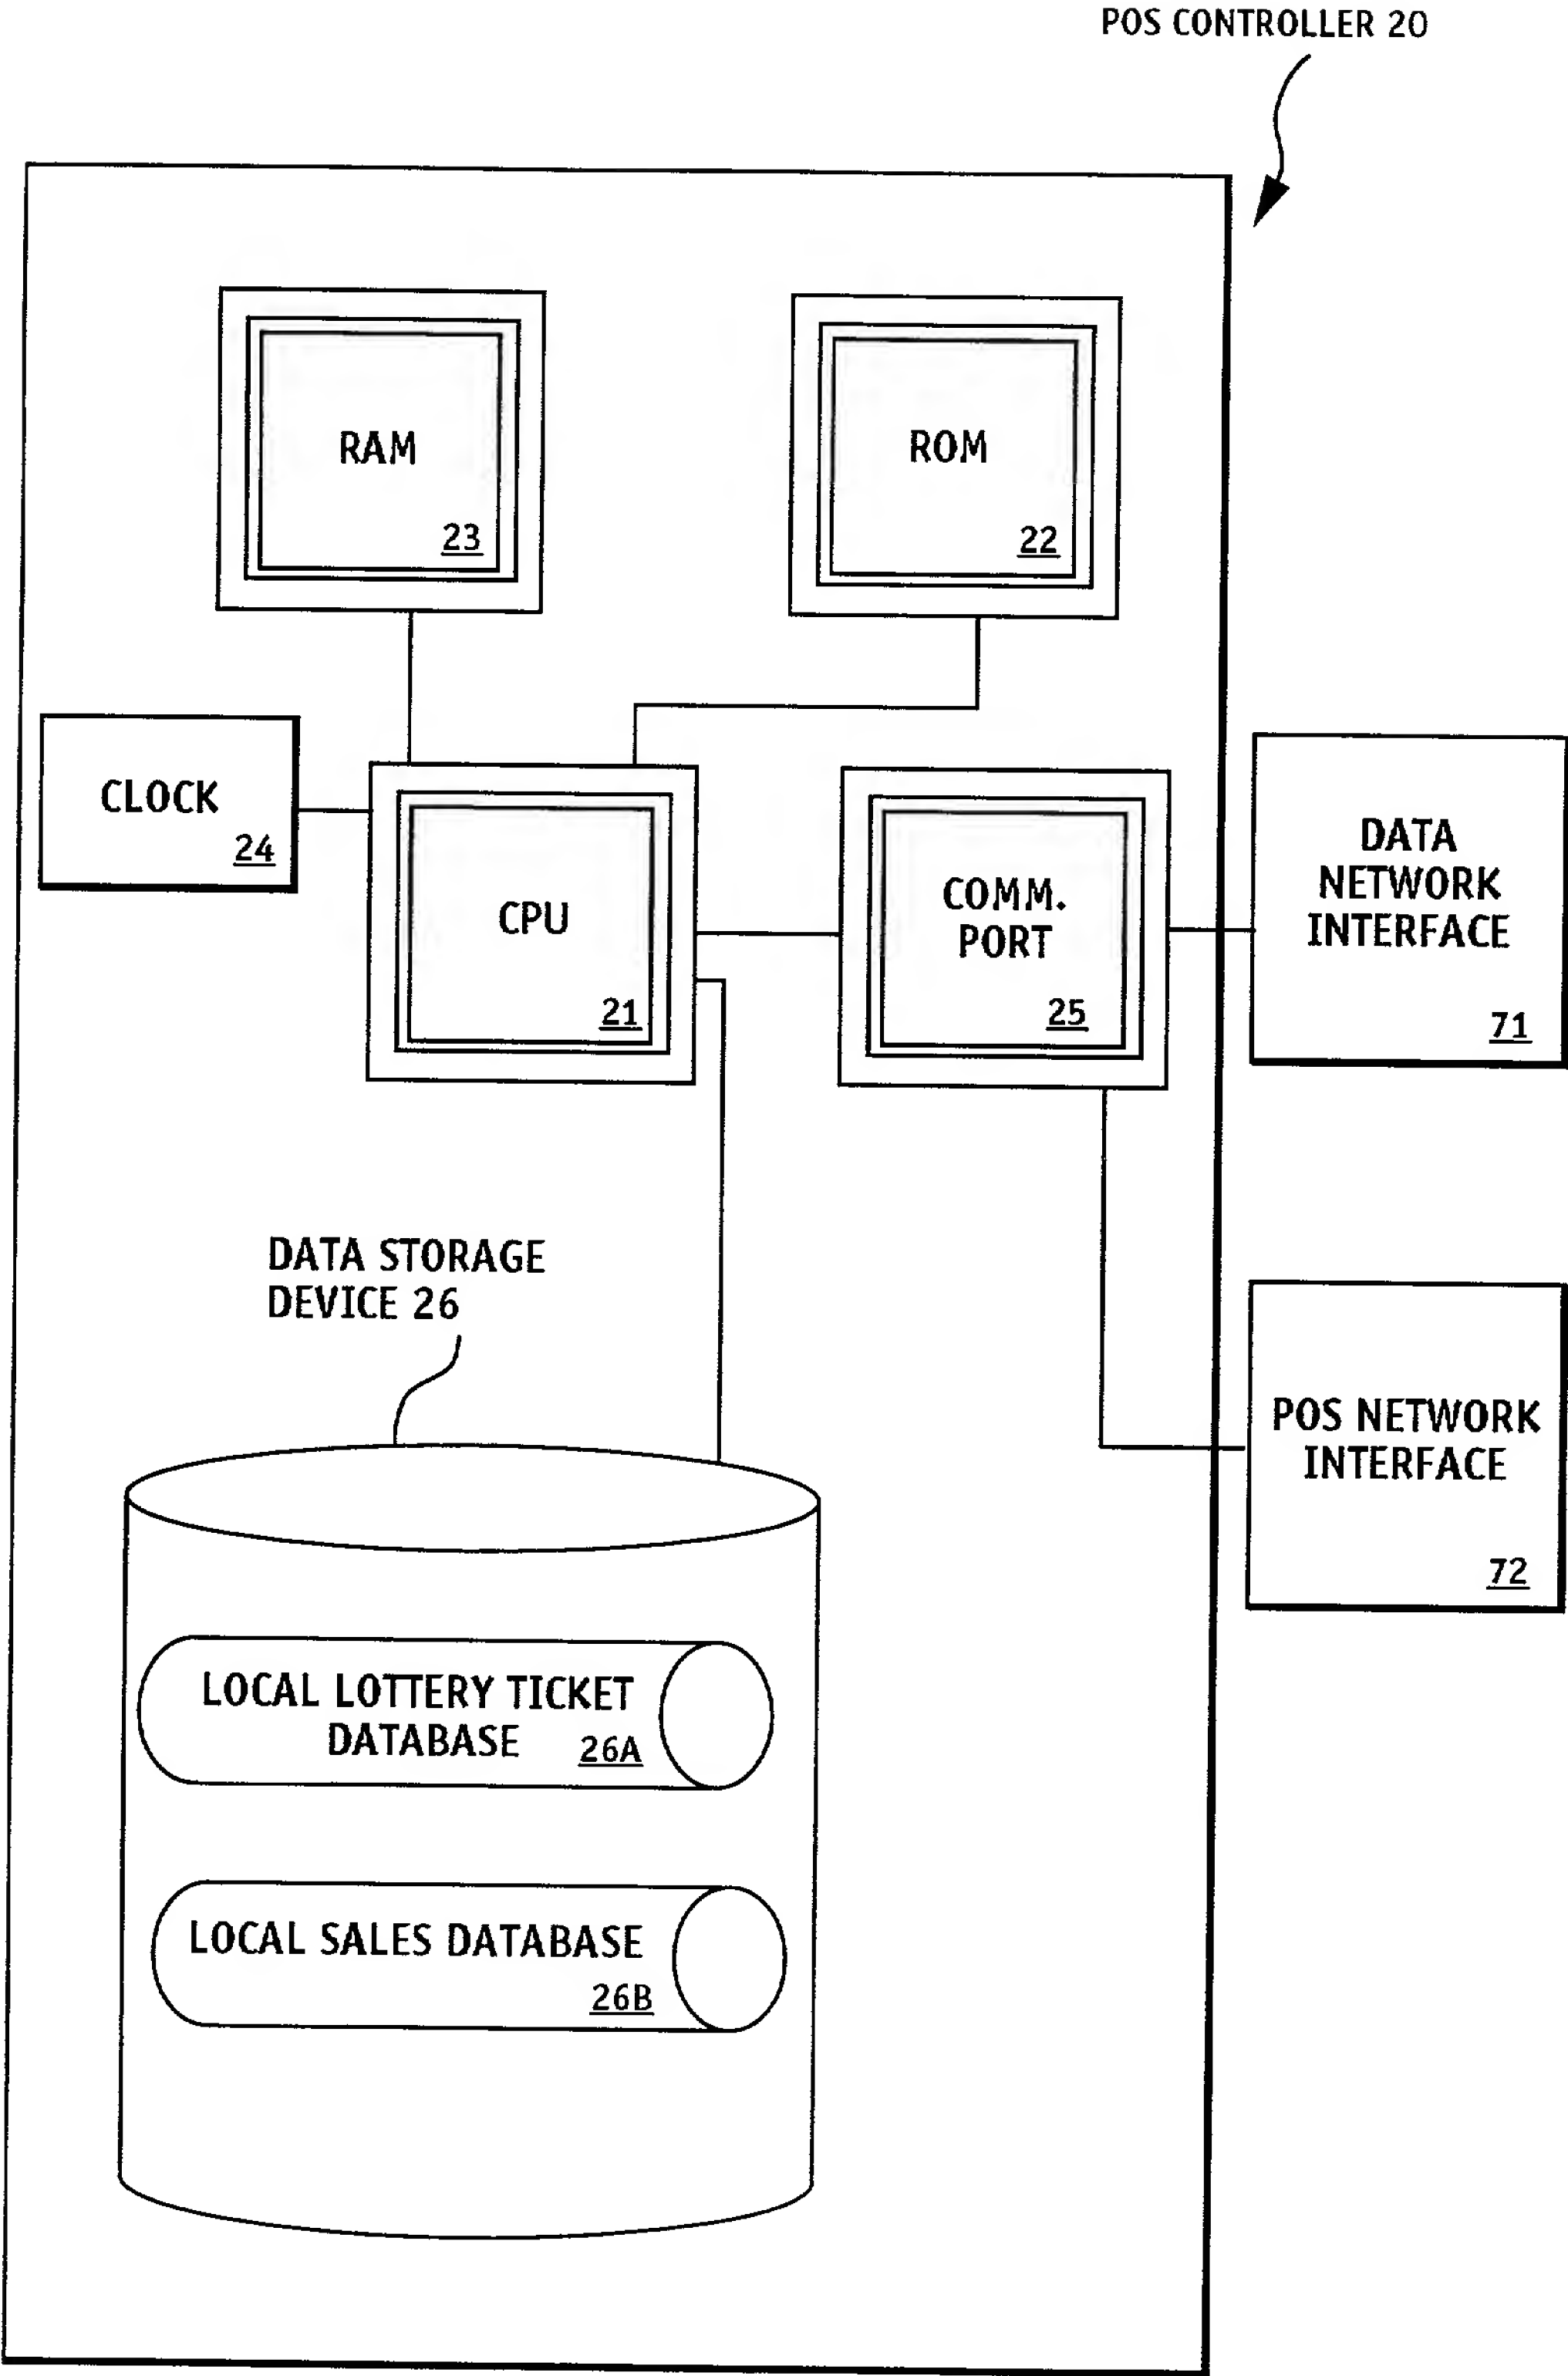 POS CONTROLLER 20
RAM
23
ROM
22
CLOCK
24
CPU
21
COMM.
PORT
25
DATA
NETWORK
INTERFACE
71
DATA STORAGE
DEVICE 26
POS NETWORK
INTERFACE
72
LOCAL LOTTERY TICKET
DATABASE 26A
LOCAL SALES DATABASE
26B